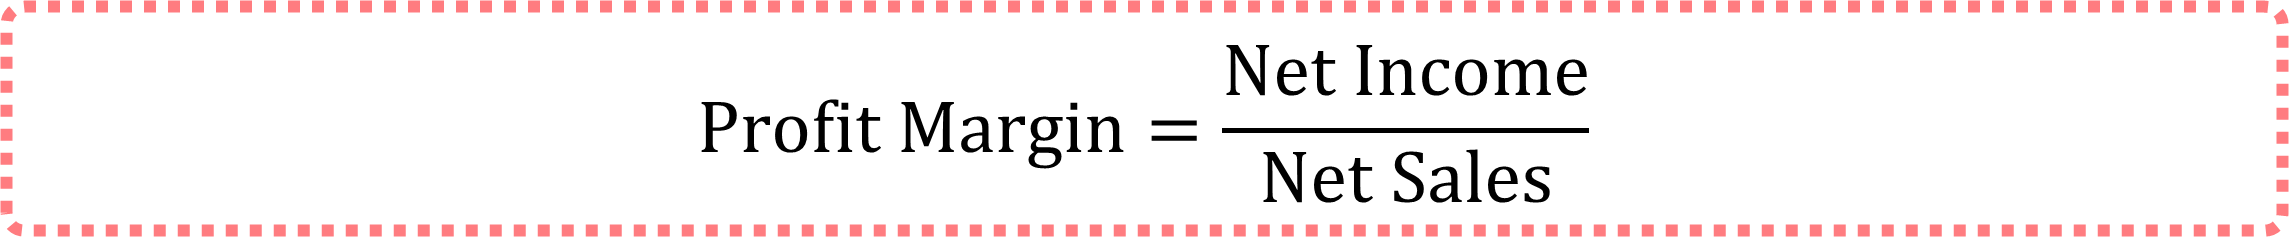 Profit Margin = Net Income
Net Sales